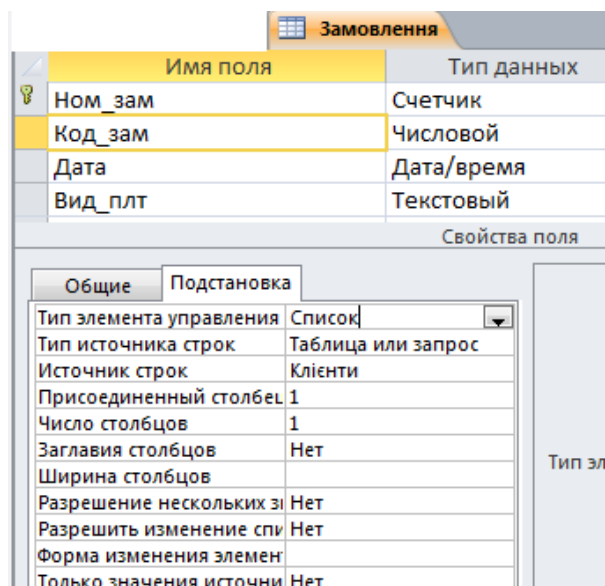 Замовлення
Имя поля Тип данных
Ном_зам Счетчик
Код_зам Числовой
Дата Дата/время
Вид_плт Текстовый
Свойства поля
Общие Подстановка
Тип элемента управления Список
Тип источника строк Таблица или запрос
Источник строк Клієнти
Присоединенный столбец 1
Число столбцов 1
Заглавия столбцов Нет
Ширина столбцов
Разрешение нескольких з Нет
Разрешить изменение спи Нет
Форма изменения элемен
Только значения источни Нет
Тип эл